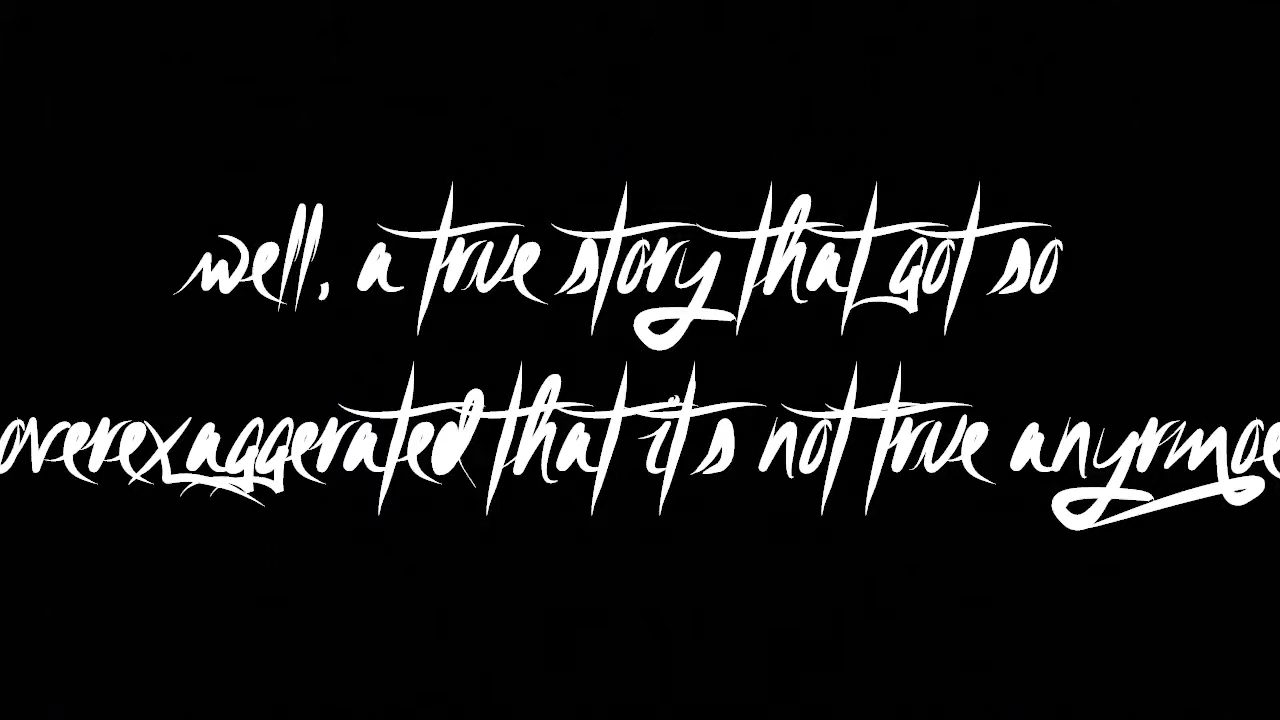 well, a true story that got so
overexaggerated that it's not true anyrmoe